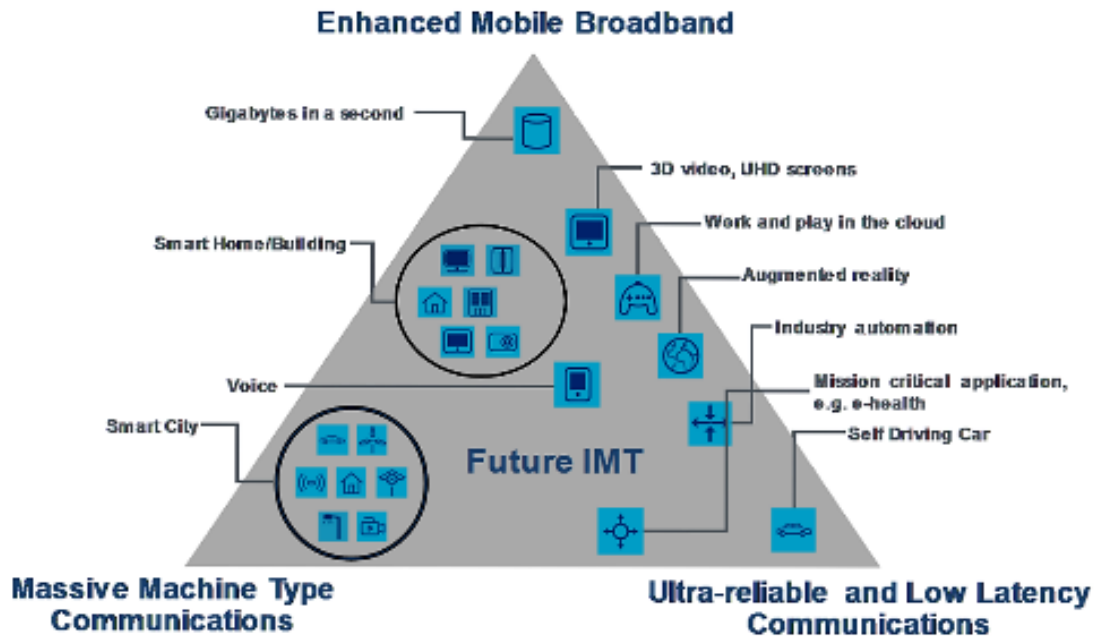 Enhanced Mobile Broadband
Gigabytes in a second
3D video, UHD screens
Work and play in the cloud
Smart Home/Building
Augmented reality
Industry automation
Voice
Mission critical application,
e.g. e-health
Smart City
Self Driving Car
Future IMT
Massive Machine Type
Communications
Ultra-reliable and Low Latency
Communications